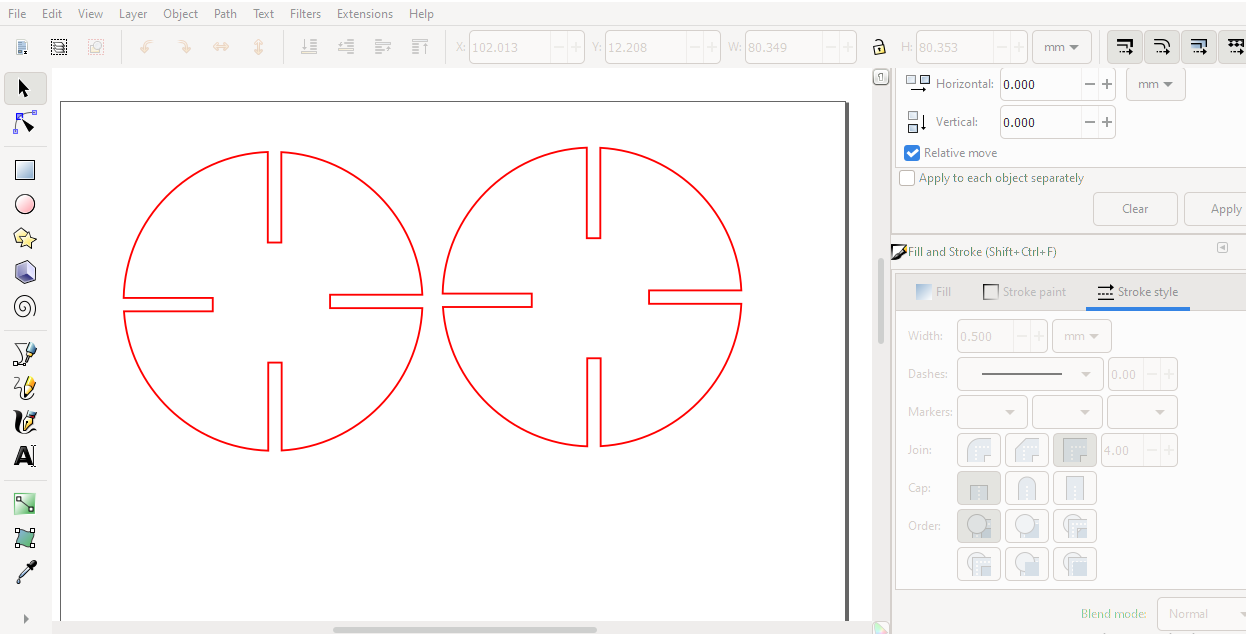 File Edit View Layer Object Path Text Filters Extensions Help
X: 102.013 Y: 12.208 W: 80.349 H: 80.353 mm
Horizontal: 0.000 mm
Vertical: 0.000
Relative move
Apply to each object separately
Clear Apply
Fill and Stroke (Shift+Ctrl+F)
Fill Stroke paint Stroke style
Width: 0.500 mm
Dashes: 0.00
Markers:
Join: 4.00
Cap:
Order:
Blend mode: Normal